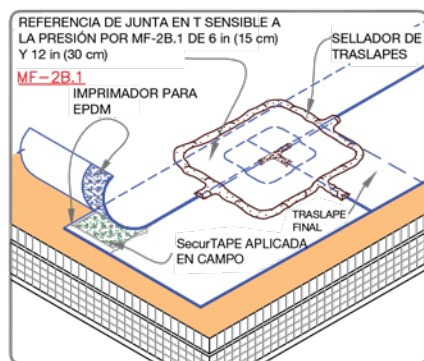 REFERENCIA DE JUNTA EN T SENSIBLE A
LA PRESIÓN POR MF-2B.1 DE 6 in (15 cm)
Y 12 in (30 cm)
MF-2B.1
SELLADOR DE
TRASLAPES
IMPRIMADOR PARA
EPDM
TRASLAPE
FINAL
SecurTAPE APLICADA
EN CAMPO